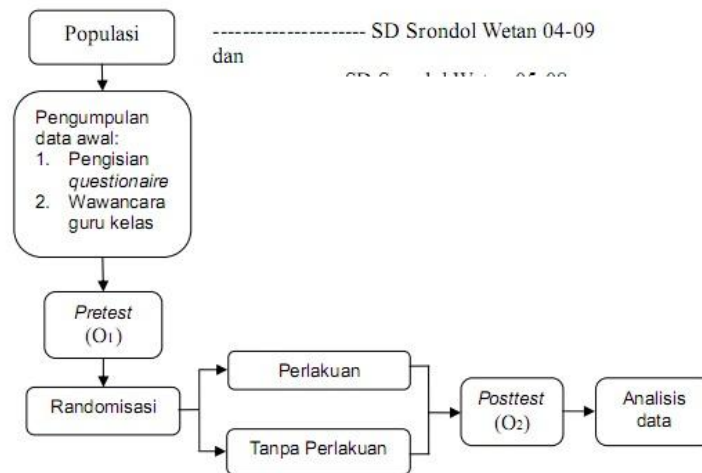 Populasi
-------------------- SD Srondol Wetan 04-09
dan
Pengumpulan
data awal:
1. Pengisian
questionaire
2. Wawancara
guru kelas
Pretest
(O1)
Randomisasi
Perlakuan
Tanpa Perlakuan
Posttest
(O2)
Analisis
data